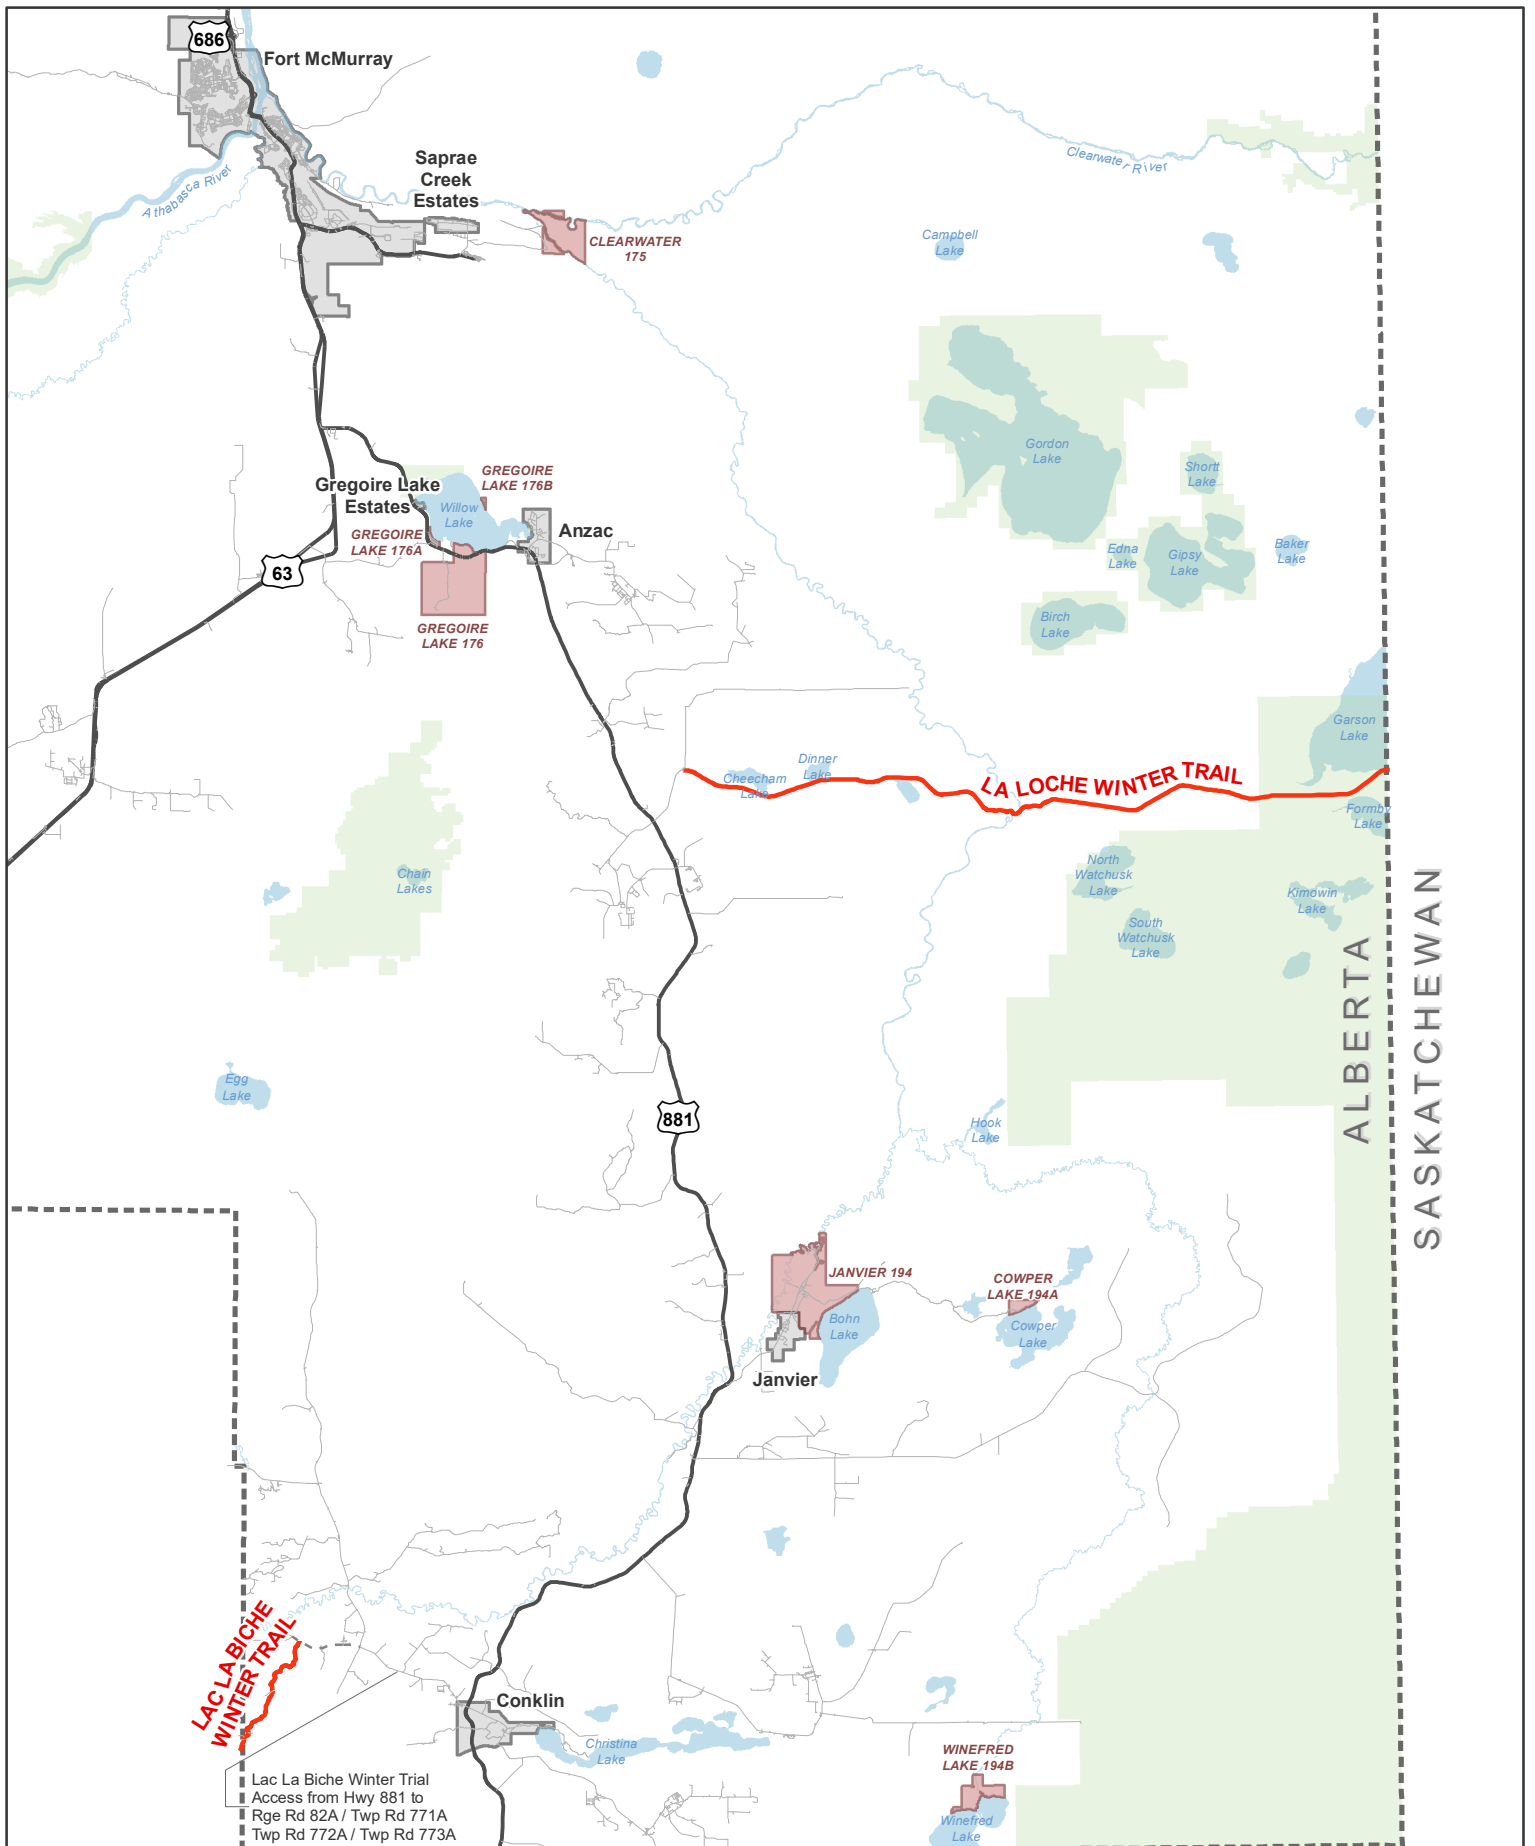 686
Fort McMurray
Saprae
Creek
Estates
Athabasca River
Clearwater River
CLEARWATER
175
Campbell
Lake
Gordon
Lake
Shortt
Lake
GREGOIRE
LAKE 176B
Gregoire Lake
Estates
Willow
Lake
Anzac
GREGOIRE
LAKE 176A
63
Edna
Lake
Gipsy
Lake
Baker
Lake
Birch
Lake
GREGOIRE
LAKE 176
Garson
Lake
Dinner
Lake
Cheecham
Lake
LA LOCHE WINTER TRAIL
Formby
Lake
North
Watchusk
Lake
Chain
Lakes
Kimowin
Lake
South
Watchusk
Lake
ALBERTA
SASKATCHEWAN
Egg
Lake
881
Hook
Lake
JANVIER 194
COWPER
LAKE 194A
Bohn
Lake
Cowper
Lake
Janvier
LAC LA BICHE
WINTER TRAIL
Conklin
Christina
Lake
WINEFRED
LAKE 194B
Winefred
Lake
Lac La Biche Winter Trial
Access from Hwy 881 to
Rge Rd 82A / Twp Rd 771A
Twp Rd 772A / Twp Rd 773A